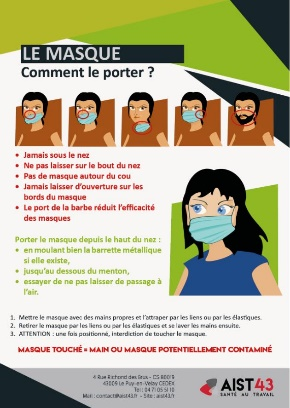 LE MASQUE
Comment le porter ?
• Jamais sous le nez
• Ne pas laisser sur le bout du nez
• Pas de masque autour du cou
• Jamais laisser d'ouverture sur les
bords du masque
• Le port de la barbe réduit l'efficacité
des masques
Porter le masque depuis le haut du nez :
• en moulant bien la barrette métallique
si elle existe,
• jusqu'au dessous du menton,
• essayer de ne pas laisser de passage à
l'air.
1. Mettre le masque avec des mains propres et l'attraper par les liens ou par les élastiques.
2. Retirer le masque par les liens ou par les élastiques et se laver les mains ensuite.
3. ATTENTION : une fois positionné, interdiction de toucher le masque.
MASQUE TOUCHÉ = MAIN OU MASQUE POTENTIELLEMENT CONTAMINÉ
4 Rue Richond des Brus - CS 80019
43009 Le Puy-en-Velay CEDEX
Tel : 04 71 05 51 10
Mail : contact@aist43.fr - Site : aist43.fr
AIST43
SANTÉ AU TRAVAIL